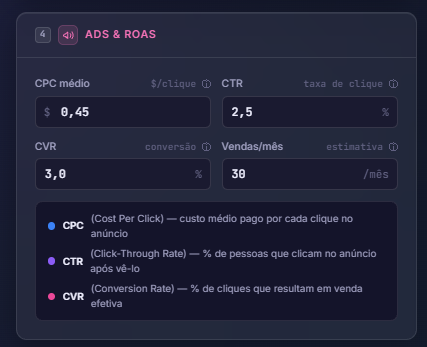 4 ADS & ROAS
CPC médio $/clique ⓘ CTR taxa de clique ⓘ
$ 0,45 2,5 %
CVR conversão ⓘ Vendas/mês estimativa ⓘ
3,0 % 30 /mês
CPC (Cost Per Click) — custo médio pago por cada clique no
anúncio
CTR (Click-Through Rate) — % de pessoas que clicam no anúncio
após vê-lo
CVR (Conversion Rate) — % de cliques que resultam em venda
efetiva